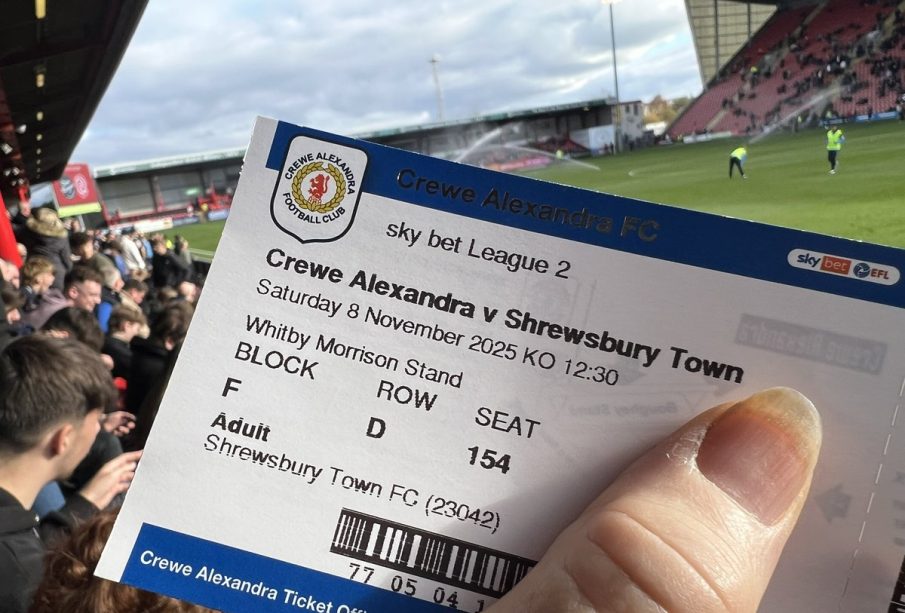 CREWE ALEXANDRA
FOOTBALL CLUB
Crewe Alexandra FC
sky bet EFL
sky bet League 2
Crewe Alexandra v Shrewsbury Town
Saturday 8 November 2025 KO 12:30
Whitby Morrison Stand
BLOCK ROW SEAT
F D 154
Adult
Shrewsbury Town FC (23042)
77 05 04
Crewe Alexandra Ticket